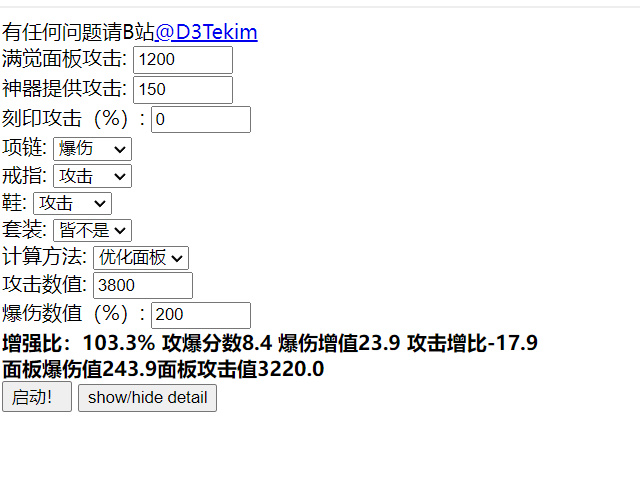 有任何问题请B站@D3Tekim
满觉面板攻击: 1200
神器提供攻击: 150
刻印攻击（%）: 0
项链: 爆伤
戒指: 攻击
鞋: 攻击
套装: 皆不是
计算方法: 优化面板
攻击数值: 3800
爆伤数值（%）: 200
增强比：103.3% 攻爆分数8.4 爆伤增值23.9 攻击增比-17.9
面板爆伤值243.9面板攻击值3220.0
启动！ show/hide detail